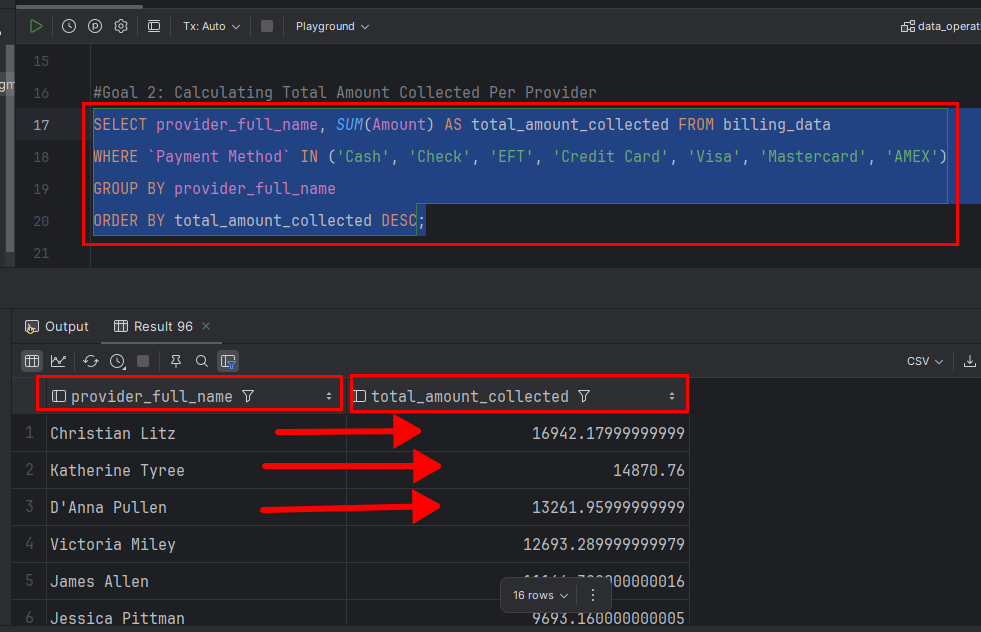 Tx: Auto
Playground
data_operat
15
16 #Goal 2: Calculating Total Amount Collected Per Provider
gm
17 SELECT provider_full_name, SUM(Amount) AS total_amount_collected FROM billing_data
18 WHERE `Payment Method` IN ('Cash', 'Check', 'EFT', 'Credit Card', 'Visa', 'Mastercard', 'AMEX')
19 GROUP BY provider_full_name
20 ORDER BY total_amount_collected DESC;
21
Output Result 96
CSV
provider_full_name total_amount_collected
1 Christian Litz 16942.17999999999
2 Katherine Tyree 14870.76
3 D'Anna Pullen 13261.95999999999
4 Victoria Miley 12693.289999999979
5 James Allen
16 rows
6 Jessica Pittman 9693.160000000005